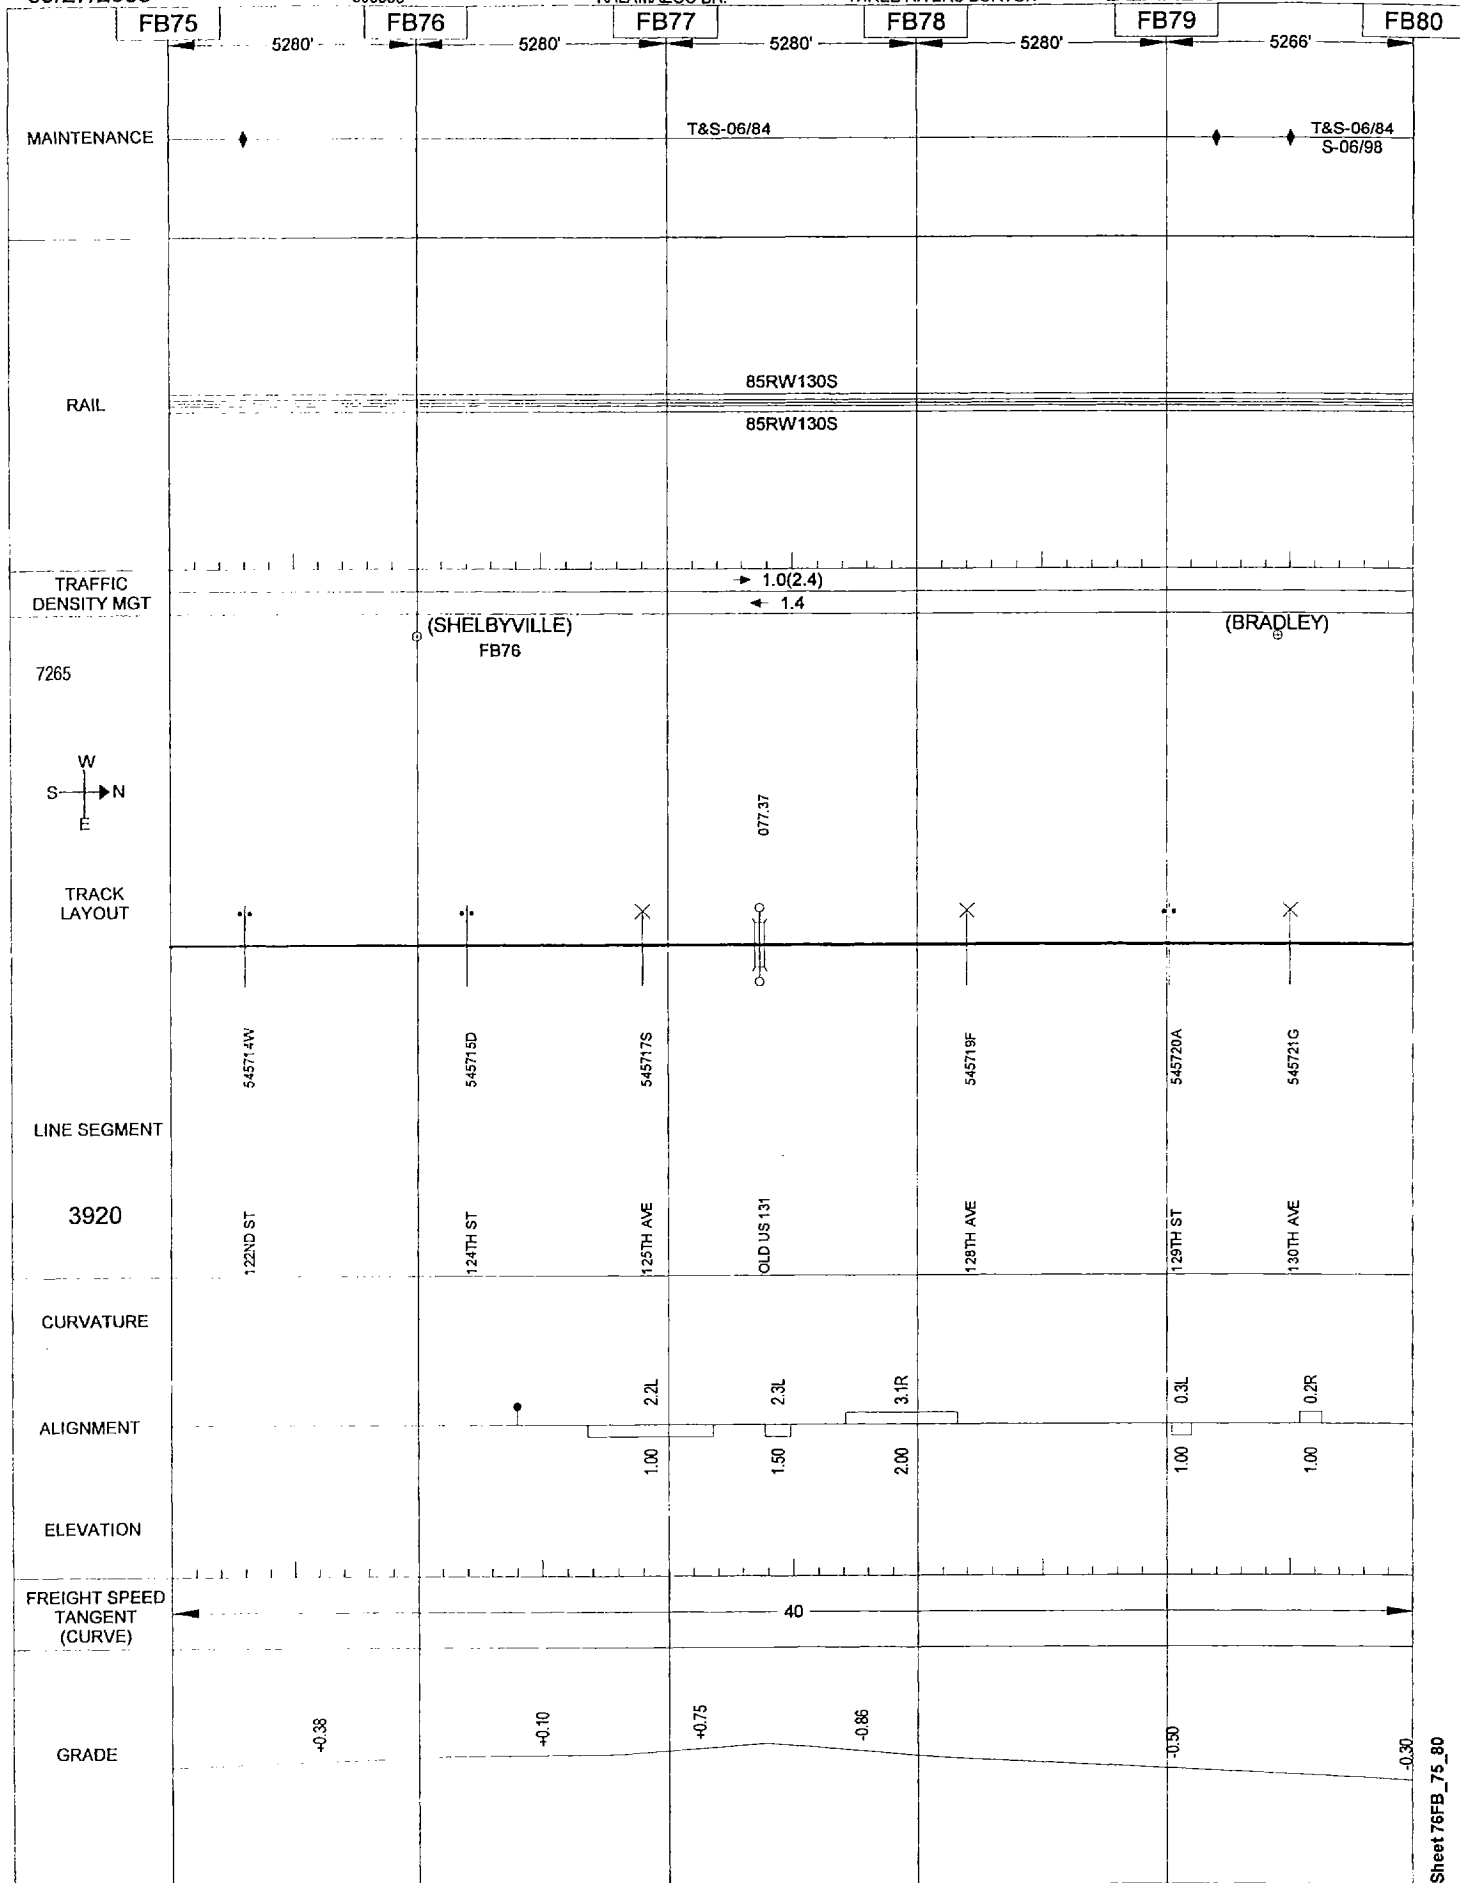 FB75 FB76 FB77 FB78 FB79 FB80
5280' 5280' 5280' 5280' 5266'
MAINTENANCE
T&S-06/84
T&S-06/84
S-06/98
RAIL
85RW130S
85RW130S
TRAFFIC
DENSITY MGT
1.0(2.4)
1.4
(SHELBYVILLE)
FB76
(BRADLEY)
7265
W
S N
E
077.37
TRACK
LAYOUT
545714W
545715D
545717S
545719F
545720A
545721G
LINE SEGMENT
3920
122ND ST
124TH ST
125TH AVE
OLD US 131
128TH AVE
129TH ST
130TH AVE
CURVATURE
2.2L
2.3L
3.1R
0.3L
0.2R
ALIGNMENT
1.00
1.50
2.00
1.00
1.00
ELEVATION
FREIGHT SPEED
TANGENT
(CURVE)
40
GRADE
+0.38
+0.10
+0.75
-0.86
-0.50
-0.30
Sheet 76FB_75_80